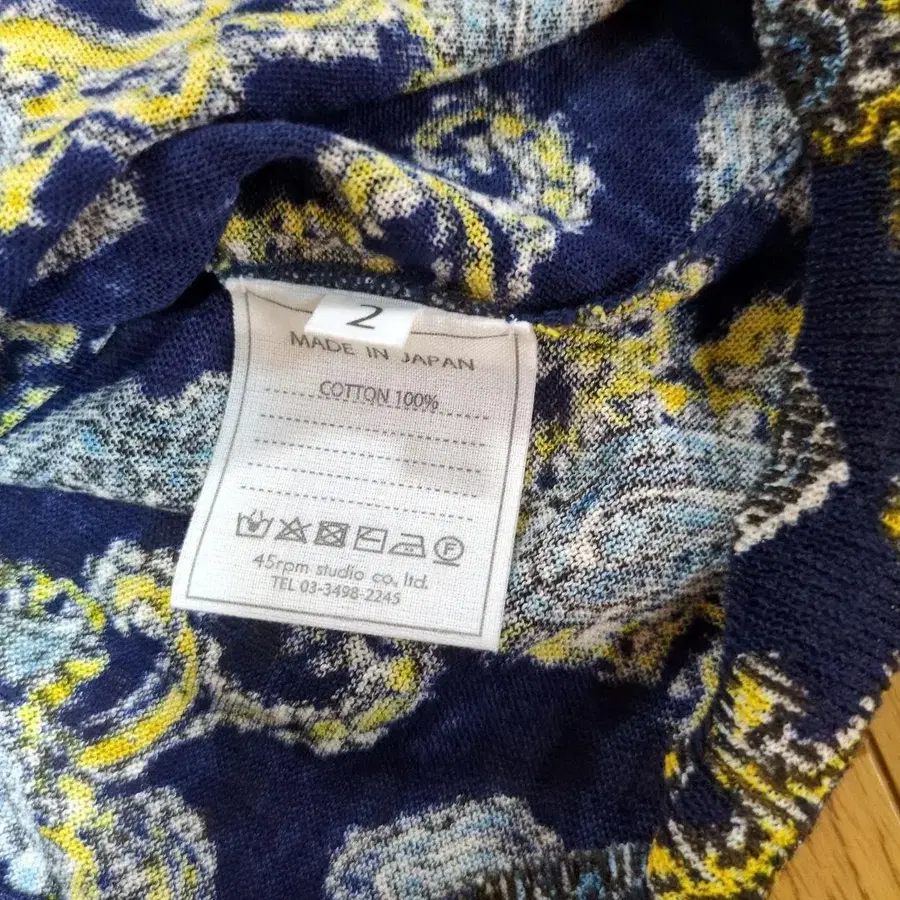 2
MADE IN JAPAN
COTTON 100%
F
45rpm studio co., ltd.
TEL 03-3498-2245